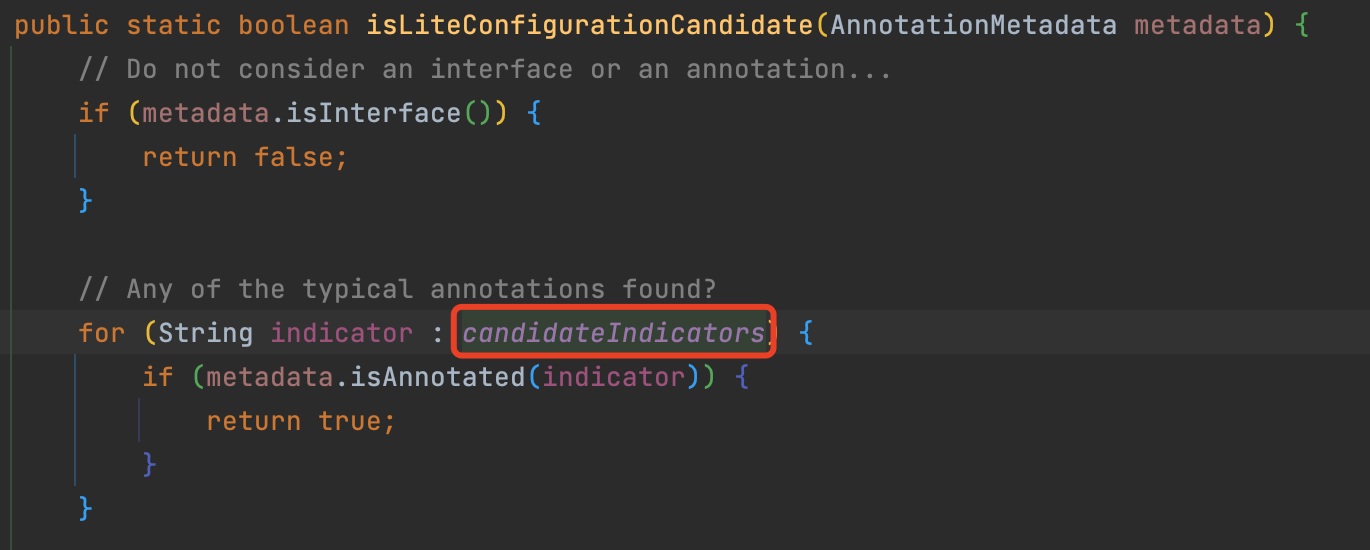 public static boolean isLiteConfigurationCandidate(AnnotationMetadata metadata) {
    // Do not consider an interface or an annotation...
    if (metadata.isInterface()) {
        return false;
    }

    // Any of the typical annotations found?
    for (String indicator : candidateIndicators) {
        if (metadata.isAnnotated(indicator)) {
            return true;
        }
    }